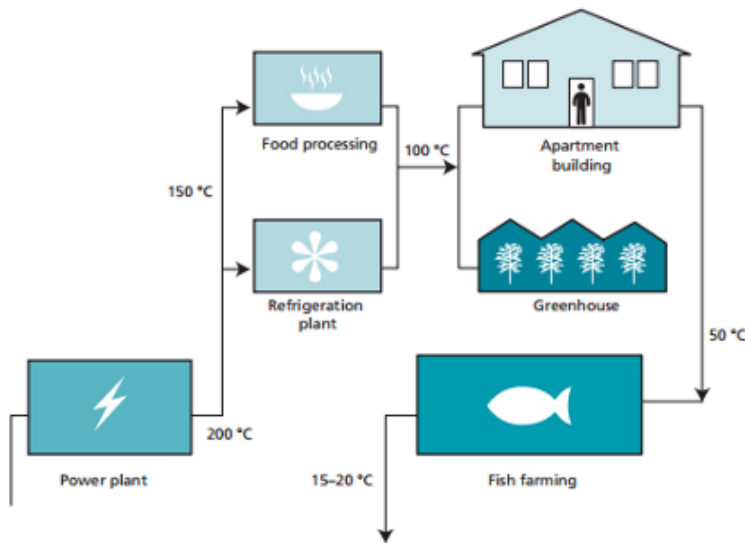 Food processing
100 °C
Apartment
building
150 °C
Refrigeration
plant
Greenhouse
50 °C
200 °C
Power plant
15–20 °C
Fish farming